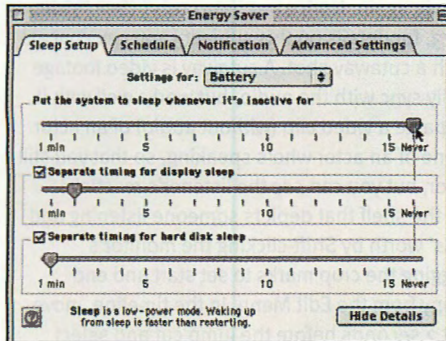 Energy Saver
Sleep Setup Schedule Notification Advanced Settings
Settings for: Battery
Put the system to sleep whenever it's inactive for
1 min 5 10 15 Never
Separate timing for display sleep
1 min 5 10 15 Never
Separate timing for hard disk sleep
1 min 5 10 15 Never
Sleep is a low-power mode. Waking up
from sleep is faster than restarting.
Hide Details